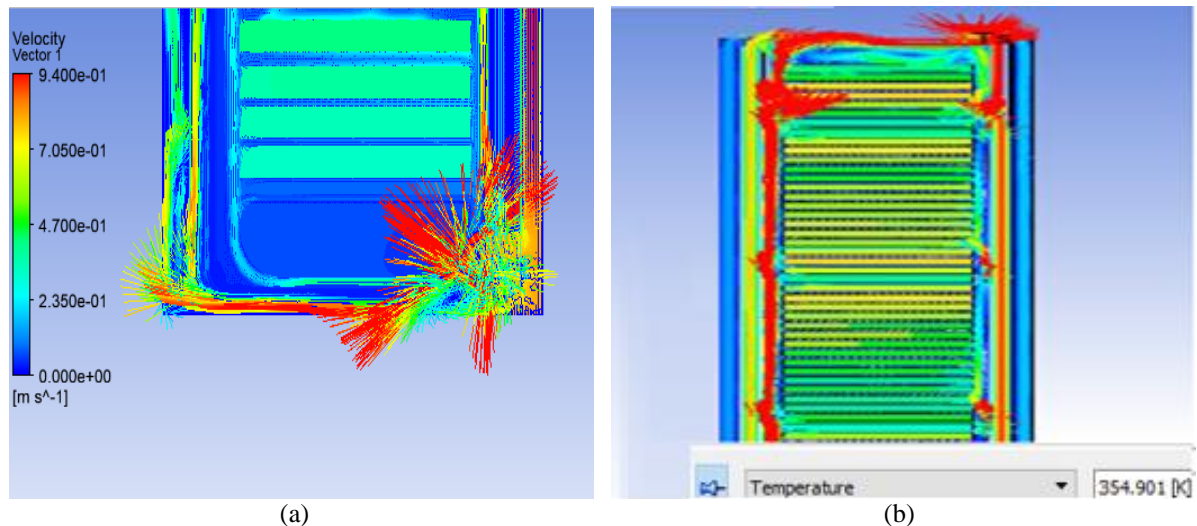 Velocity
Vector 1
9.400e-01
7.050e-01
4.700e-01
2.350e-01
0.000e+00
[m s^-1]
(a)
Temperature
354.901 [K]
(b)